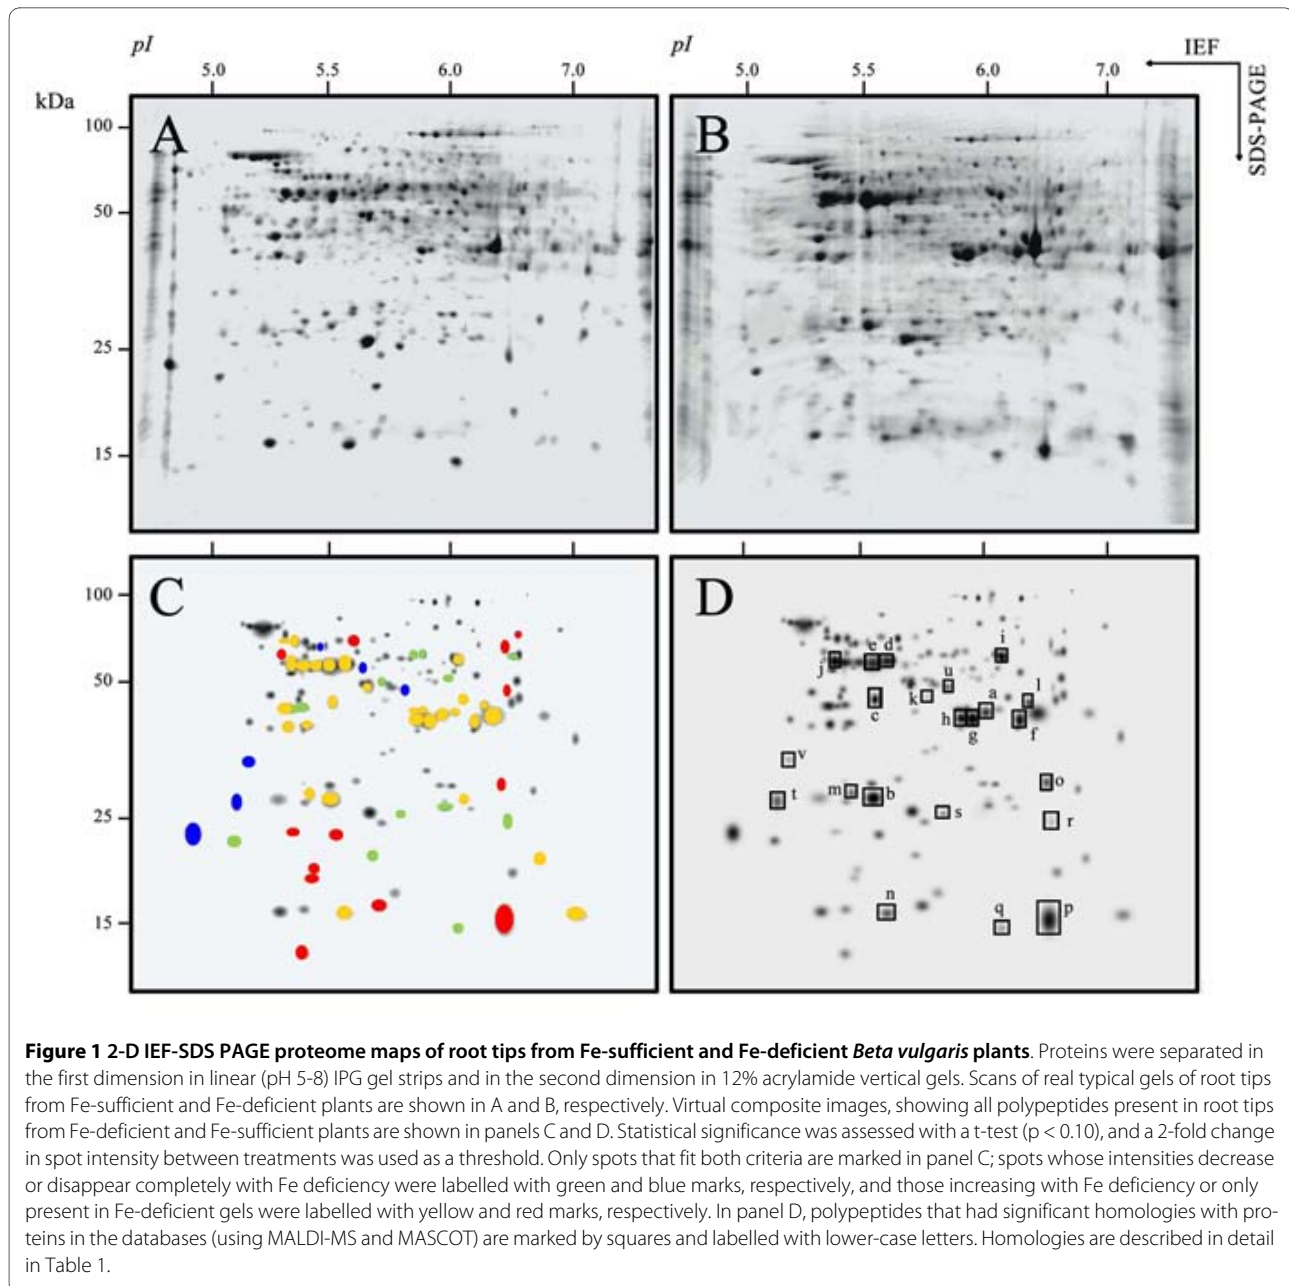 pI
5.0 5.5 6.0 7.0
pI
5.0 5.5 6.0 7.0
IEF
SDS-PAGE
kDa
100
50
25
15
A
B
100
50
25
15
C
D
i
e d
j
u
k
a
l
c
h
g
f
v
o
t
m
b
s
r
n
q
p
Figure 1 2-D IEF-SDS PAGE proteome maps of root tips from Fe-sufficient and Fe-deficient Beta vulgaris plants. Proteins were separated in
the first dimension in linear (pH 5-8) IPG gel strips and in the second dimension in 12% acrylamide vertical gels. Scans of real typical gels of root tips
from Fe-sufficient and Fe-deficient plants are shown in A and B, respectively. Virtual composite images, showing all polypeptides present in root tips
from Fe-deficient and Fe-sufficient plants are shown in panels C and D. Statistical significance was assessed with a t-test (p < 0.10), and a 2-fold change
in spot intensity between treatments was used as a threshold. Only spots that fit both criteria are marked in panel C; spots whose intensities decrease
or disappear completely with Fe deficiency were labelled with green and blue marks, respectively, and those increasing with Fe deficiency or only
present in Fe-deficient gels were labelled with yellow and red marks, respectively. In panel D, polypeptides that had significant homologies with pro-
teins in the databases (using MALDI-MS and MASCOT) are marked by squares and labelled with lower-case letters. Homologies are described in detail
in Table 1.